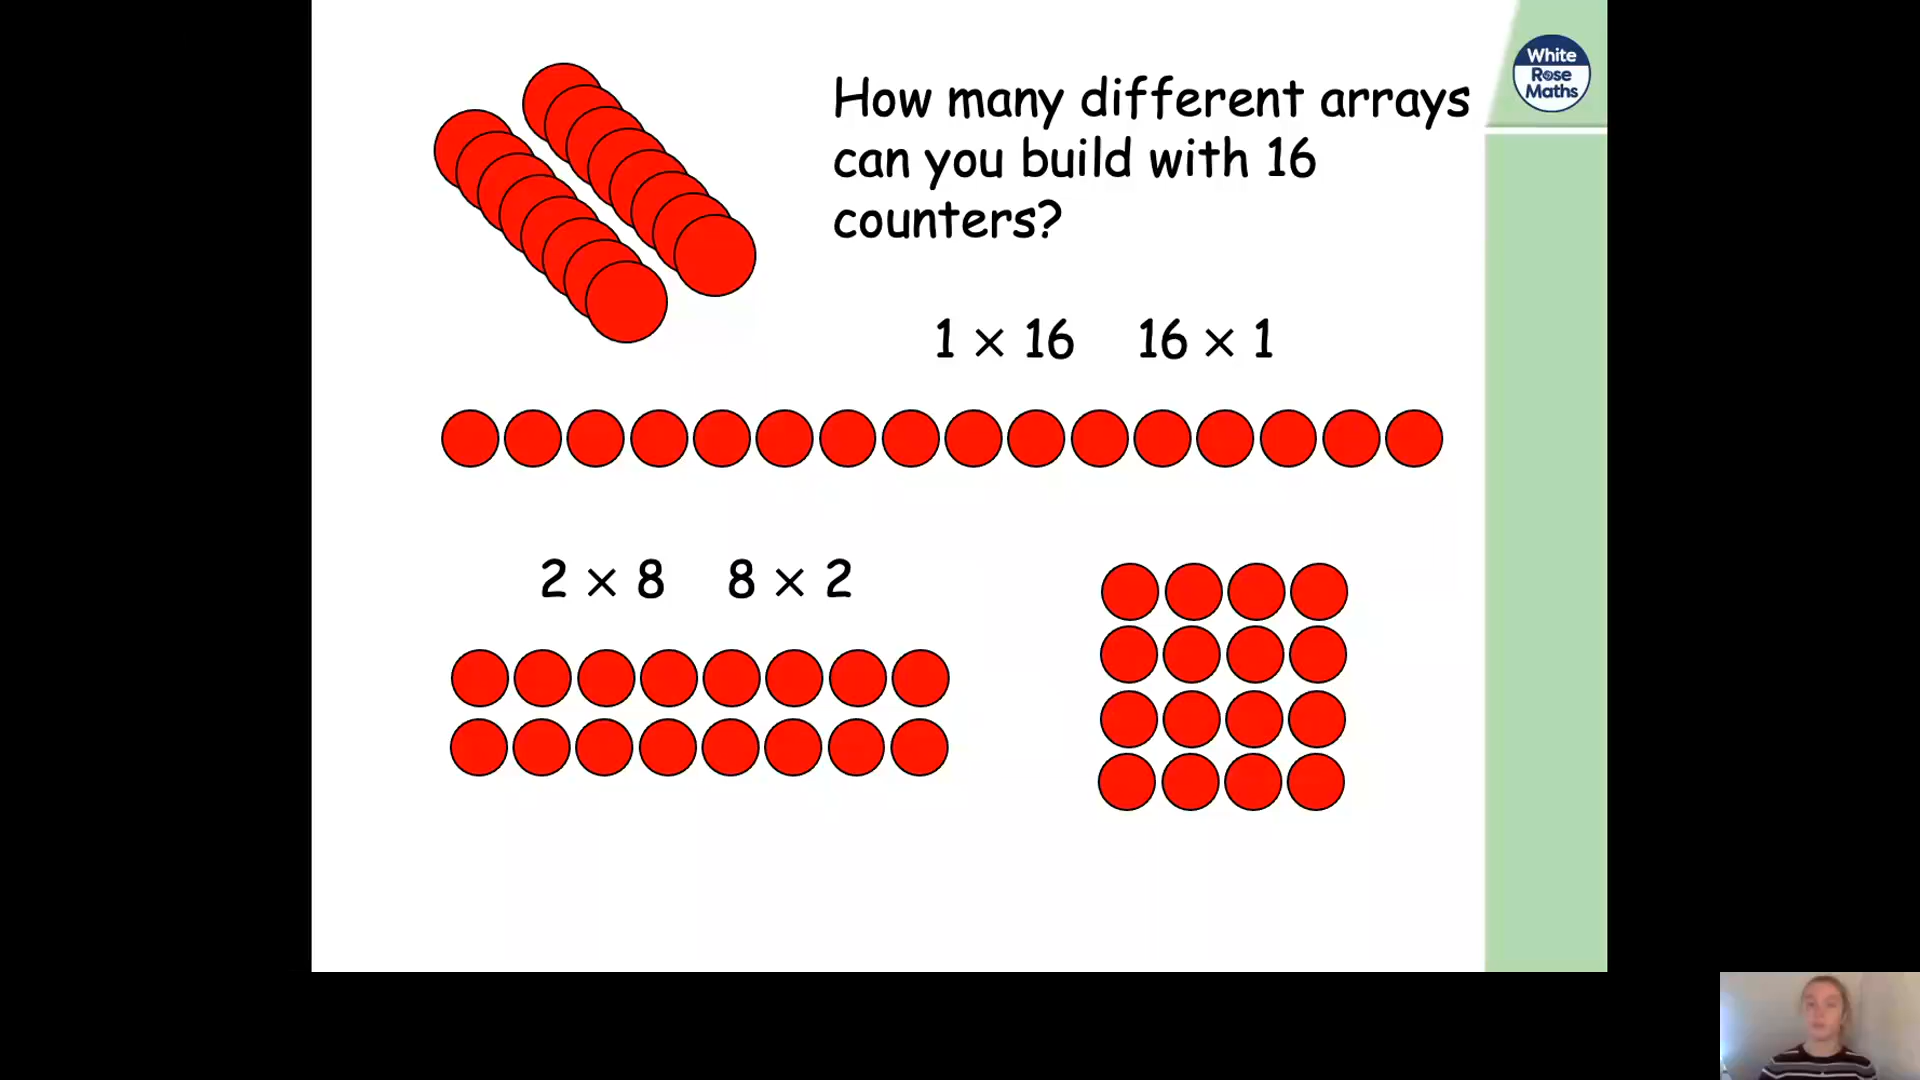 How many different arrays
can you build with 16
counters?
White
Rose
Maths
1 × 16 16 × 1
2 × 8 8 × 2